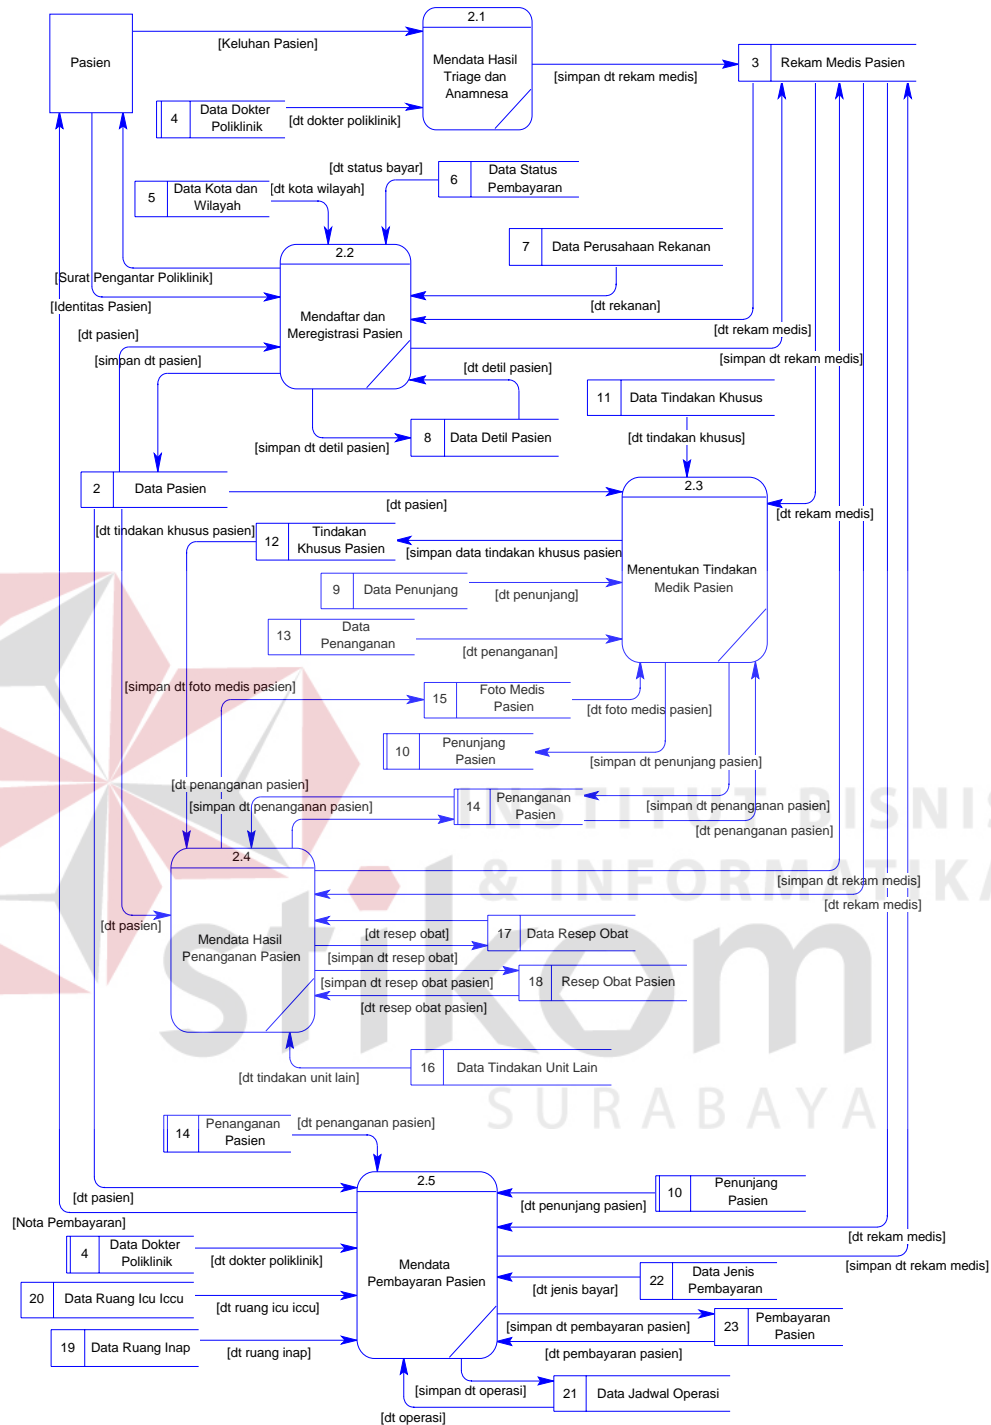 Pasien
[Keluhan Pasien]
2.1
Mendata Hasil
Triage dan
Anamnesa
[simpan dt rekam medis]
3
Rekam Medis Pasien
4
Data Dokter
Poliklinik
[dt dokter poliklinik]
[dt status bayar]
6
Data Status
Pembayaran
5
Data Kota dan
Wilayah
[dt kota wilayah]
7
Data Perusahaan Rekanan
2.2
Mendaftar dan
Meregistrasi Pasien
[Surat Pengantar Poliklinik]
[Identitas Pasien]
[dt rekanan]
[dt rekam medis]
[simpan dt rekam medis]
[dt pasien]
[simpan dt pasien]
[dt detil pasien]
11
Data Tindakan Khusus
[simpan dt detil pasien]
8
Data Detil Pasien
[dt tindakan khusus]
2
Data Pasien
[dt pasien]
2.3
Menentukan Tindakan
Medik Pasien
[dt rekam medis]
[dt tindakan khusus pasien]
12
Tindakan
Khusus Pasien
[simpan data tindakan khusus pasien
9
Data Penunjang
[dt penunjang]
13
Data
Penanganan
[dt penanganan]
[simpan dt foto medis pasien]
15
Foto Medis
Pasien
[dt foto medis pasien]
10
Penunjang
Pasien
[simpan dt penunjang pasien]
[dt penanganan pasien]
[simpan dt penanganan pasien]
14
Penanganan
Pasien
[simpan dt penanganan pasien]
[dt penanganan pasien]
INSTITUT BISNIS
& INFORMATIKA
stikom
SURABAYA
2.4
Mendata Hasil
Penanganan Pasien
[simpan dt rekam medis]
[dt rekam medis]
[dt pasien]
[dt resep obat]
17
Data Resep Obat
[simpan dt resep obat]
[simpan dt resep obat pasien]
18
Resep Obat Pasien
[dt resep obat pasien]
[dt tindakan unit lain]
16
Data Tindakan Unit Lain
14
Penanganan
Pasien
[dt penanganan pasien]
2.5
Mendata
Pembayaran Pasien
[dt pasien]
[Nota Pembayaran]
[dt penunjang pasien]
10
Penunjang
Pasien
[dt rekam medis]
[simpan dt rekam medis]
4
Data Dokter
Poliklinik
[dt dokter poliklinik]
[dt jenis bayar]
22
Data Jenis
Pembayaran
20
Data Ruang Icu Iccu
[dt ruang icu iccu]
[simpan dt pembayaran pasien]
23
Pembayaran
Pasien
19
Data Ruang Inap
[dt ruang inap]
[dt pembayaran pasien]
[simpan dt operasi]
21
Data Jadwal Operasi
[dt operasi]